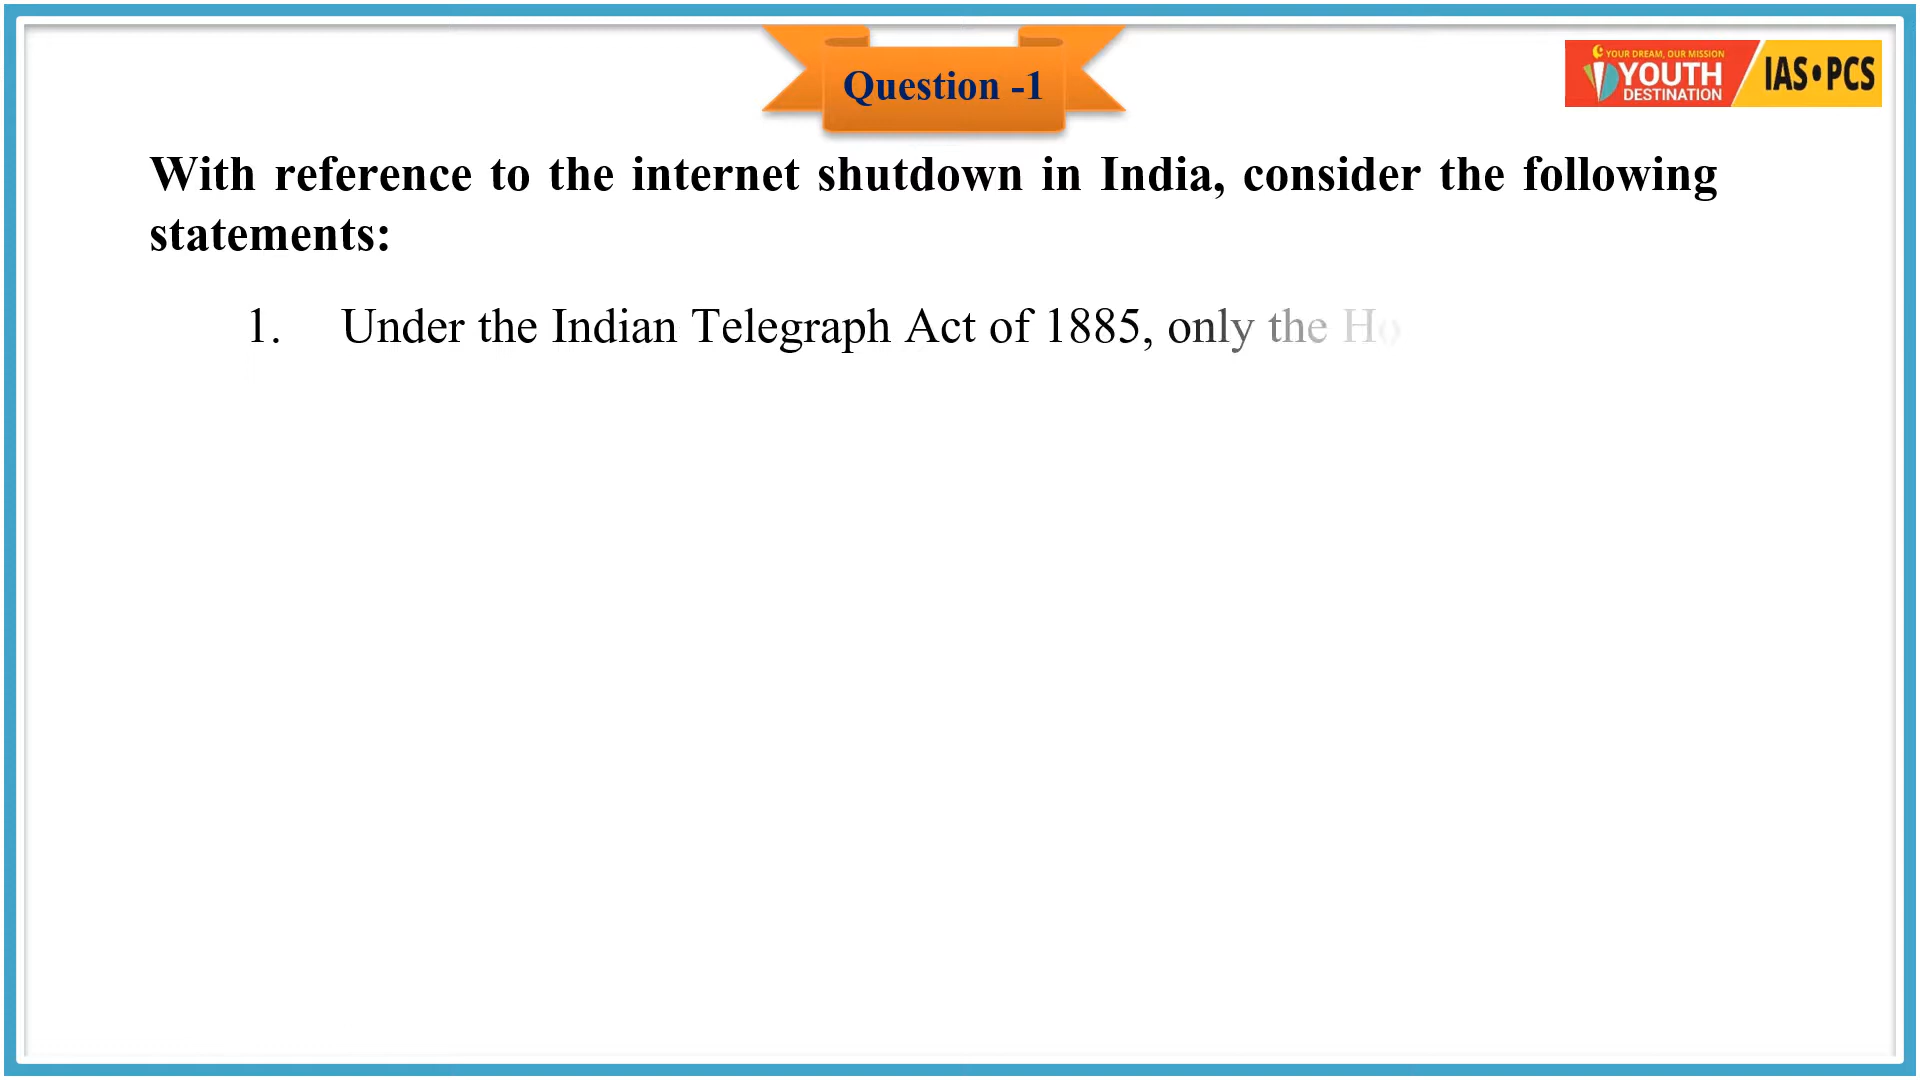 Question -1
YOUR DREAM, OUR MISSION
YOUTH
DESTINATION
IAS•PCS
With reference to the internet shutdown in India, consider the following
statements:
1. Under the Indian Telegraph Act of 1885, only the